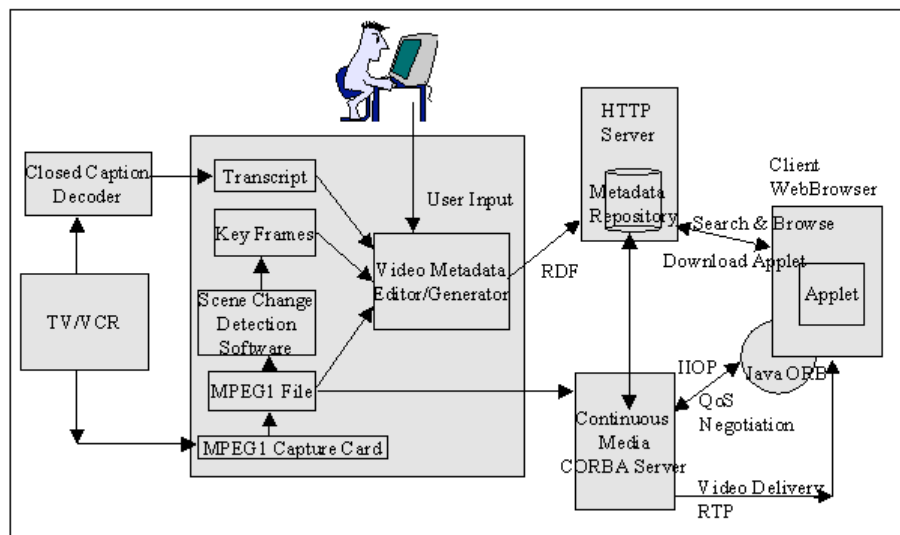 HTTP
Server
Closed Caption
Decoder
Transcript
User Input
Metadata
Repository
Client
WebBrowser
Search & Browse
Download Applet
Key Frames
Video Metadata
Editor/Generator
RDF
Applet
TV/VCR
Scene Change
Detection
Software
MPEG1 File
IIOP
Java ORB
QoS
Negotiation
Continuous
Media
CORBA Server
MPEG1 Capture Card
Video Delivery
RTP